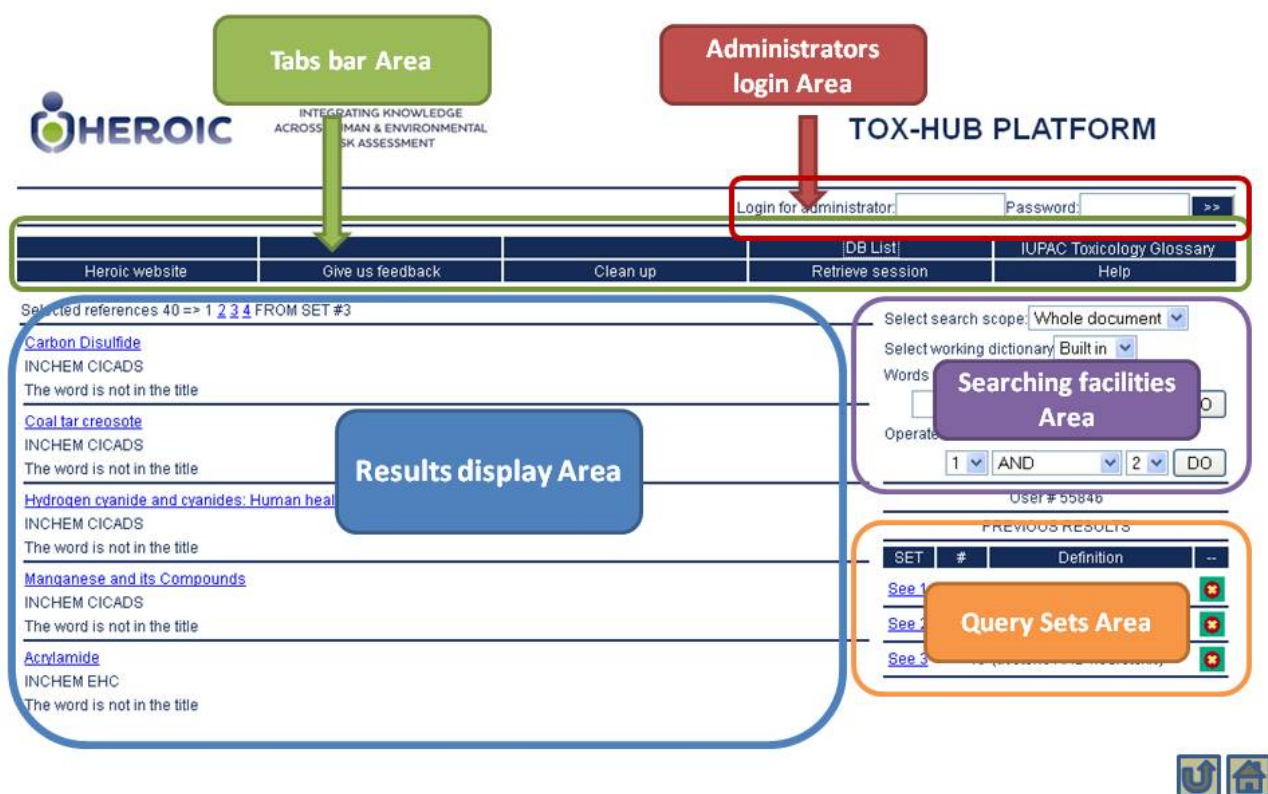 Tabs bar Area
Administrators
login Area
HEROIC
INTEGRATING KNOWLEDGE
ACROSS HUMAN & ENVIRONMENTAL
ASSESSMENT
TOX-HUB PLATFORM
Login for administrator: Password: >>
DB List IUPAC Toxicology Glossary
Heroic website Give us feedback Clean up Retrieve session Help
Selected references 40 => 1 2 3 4 FROM SET #3
Carbon Disulfide
INCHEM CICADS
The word is not in the title
Coal tar creosote
INCHEM CICADS
The word is not in the title
Hydrogen cyanide and cyanides: Human
INCHEM CICADS
The word is not in the title
Manganese and its Compounds
INCHEM CICADS
The word is not in the title
Acrylamide
INCHEM EHC
The word is not in the title
Results display Area
Select search scope: Whole document
Select working dictionary Built in
Words
Searching facilities
Area
Operate
1 AND 2 DO
User # 55846
PREVIOUS RESULTS
SET # Definition --
See 1
See 2
See 3
Query Sets Area